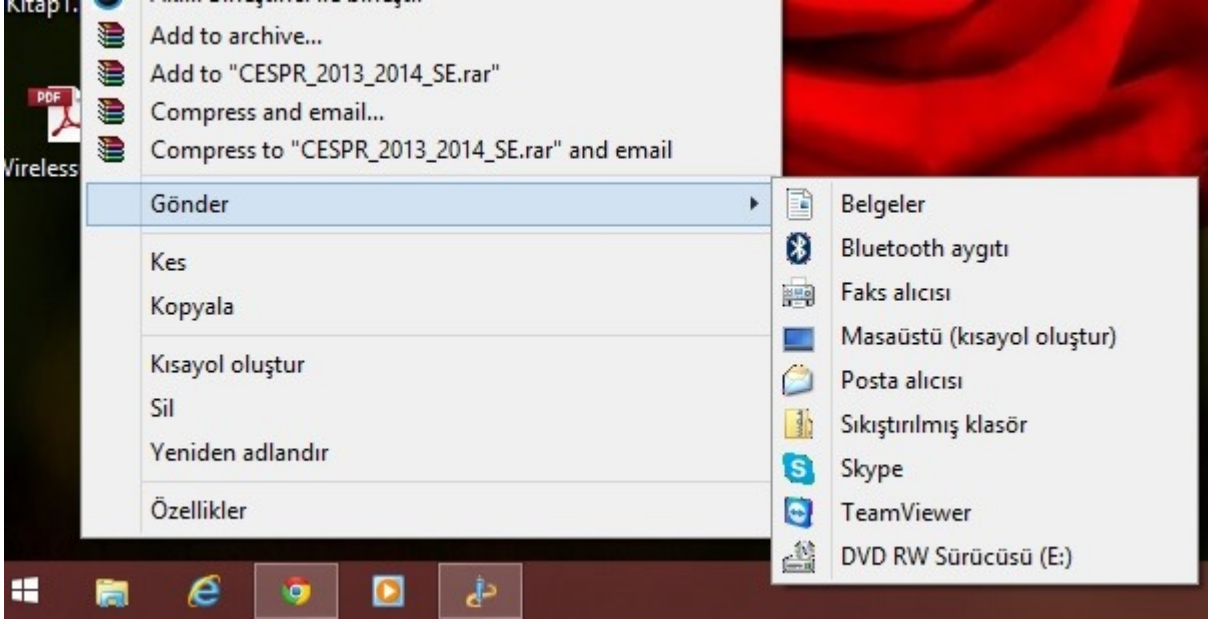 Kitap1.
Add to archive...
Add to "CESPR_2013_2014_SE.rar"
PDF
Compress and email...
Compress to "CESPR_2013_2014_SE.rar" and email
Wireless
Gönder
Kes
Kopyala
Kısayol oluştur
Sil
Yeniden adlandır
Özellikler
Belgeler
Bluetooth aygıtı
Faks alıcısı
Masaüstü (kısayol oluştur)
Posta alıcısı
Sıkıştırılmış klasör
Skype
TeamViewer
DVD RW Sürücüsü (E:)